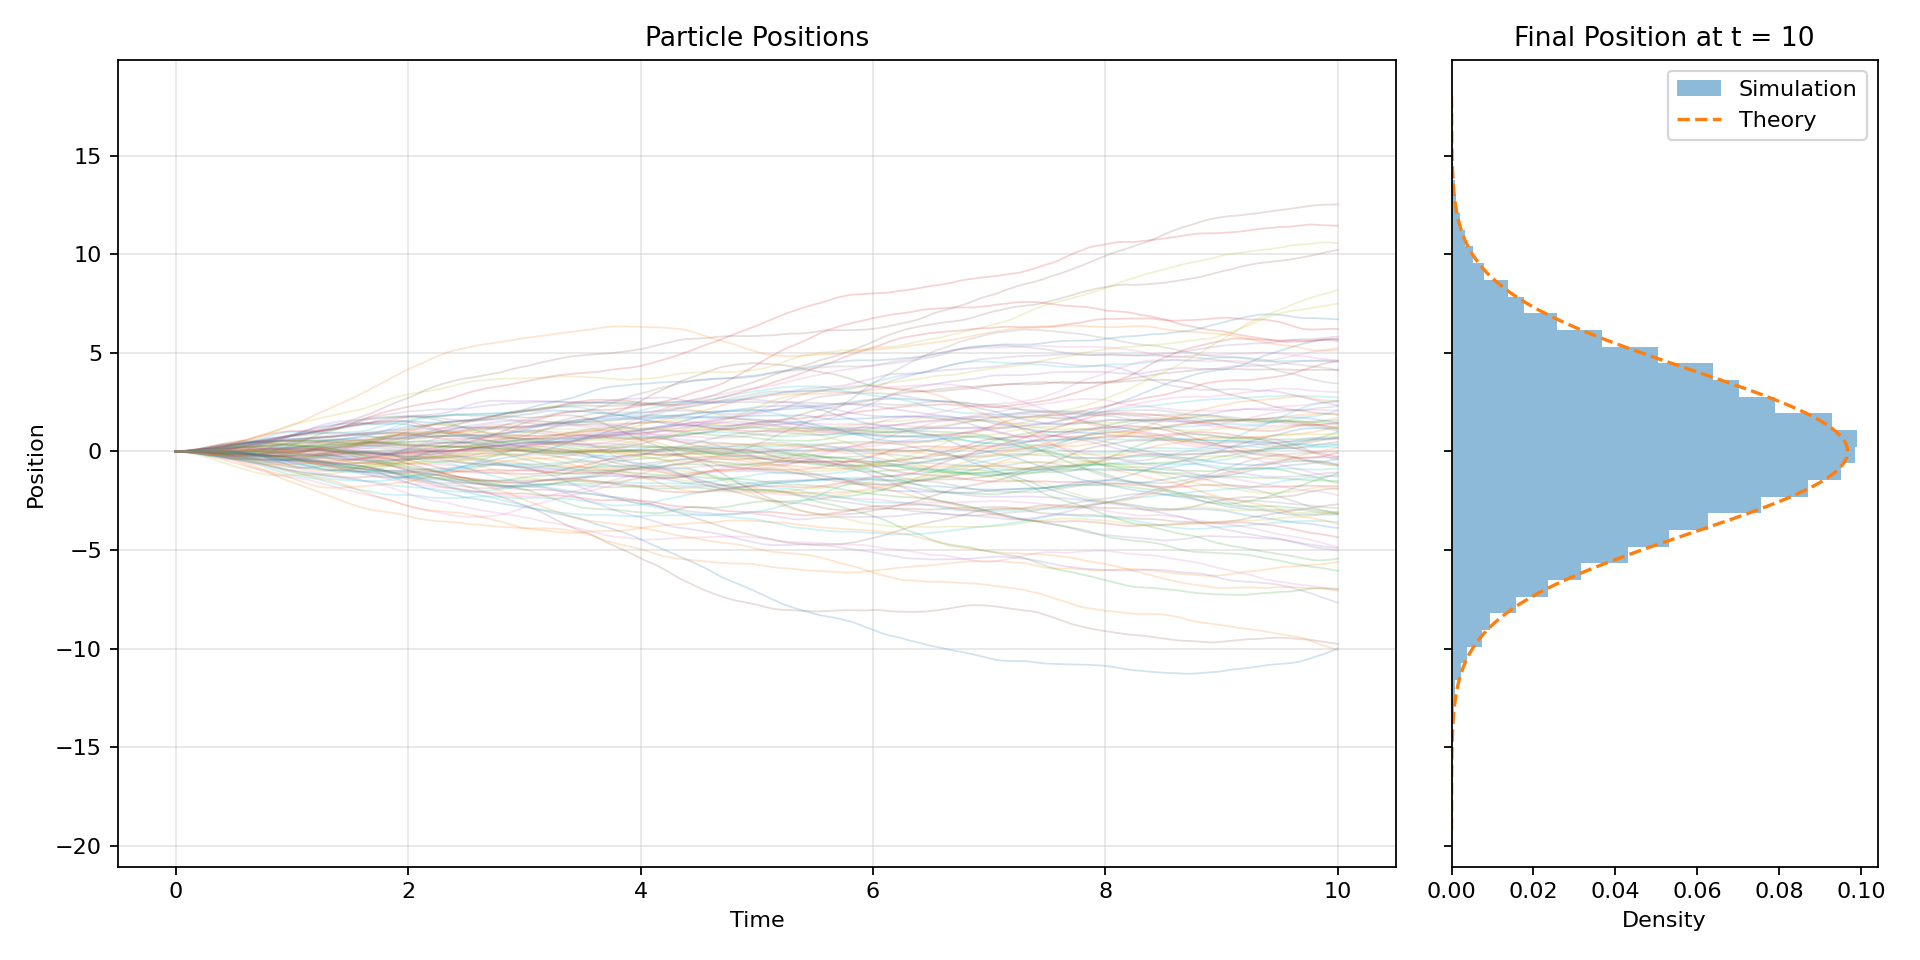 Particle Positions
Position
15
10
5
0
−5
−10
−15
−20
0 2 4 6 8 10
Time
Final Position at t = 10
Simulation
Theory
0.00 0.02 0.04 0.06 0.08 0.10
Density